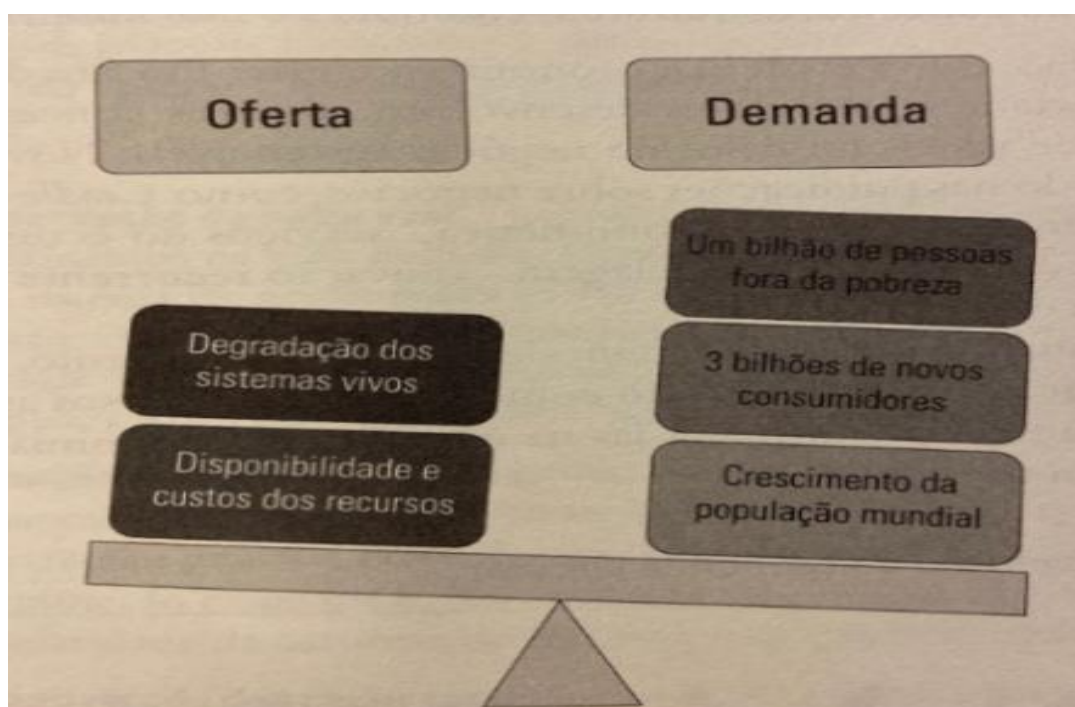 Oferta
Demanda
Um bilhão de pessoas
fora da pobreza
Degradação dos
sistemas vivos
3 bilhões de novos
consumidores
Disponibilidade e
custos dos recursos
Crescimento da
população mundial